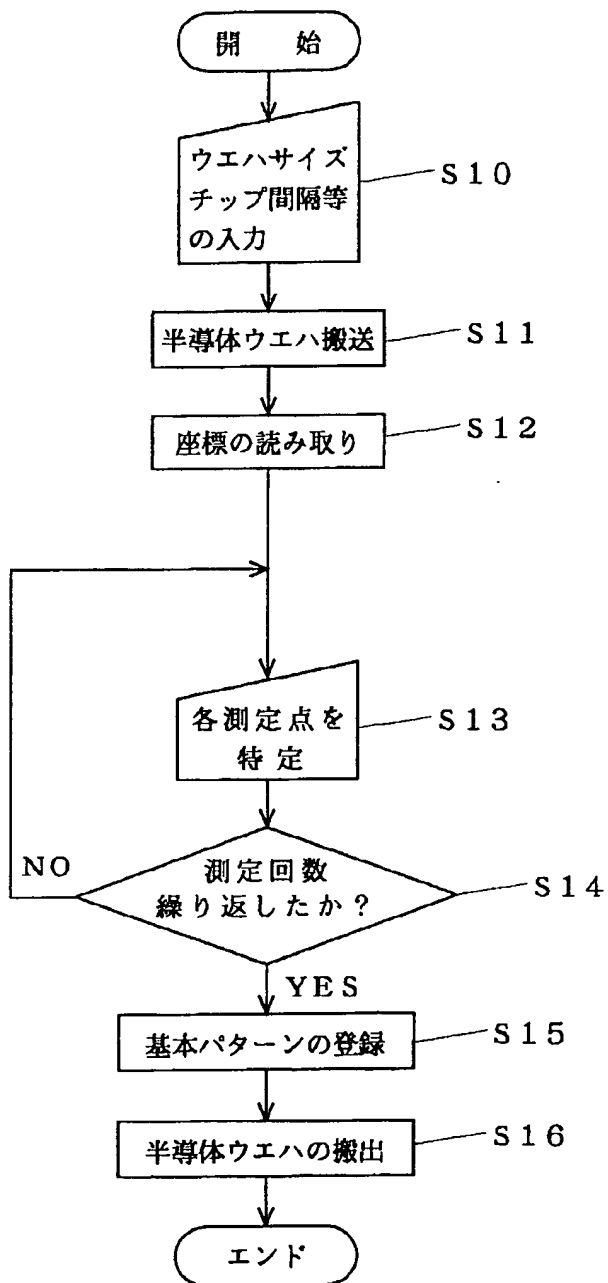 開 始
ウエハサイズ
チップ間隔等
の入力
S10
半導体ウエハ搬送
S11
座標の読み取り
S12
各測定点を
特定
S13
測定回数
繰り返したか？
S14
NO
YES
基本パターンの登録
S15
半導体ウエハの搬出
S16
エンド